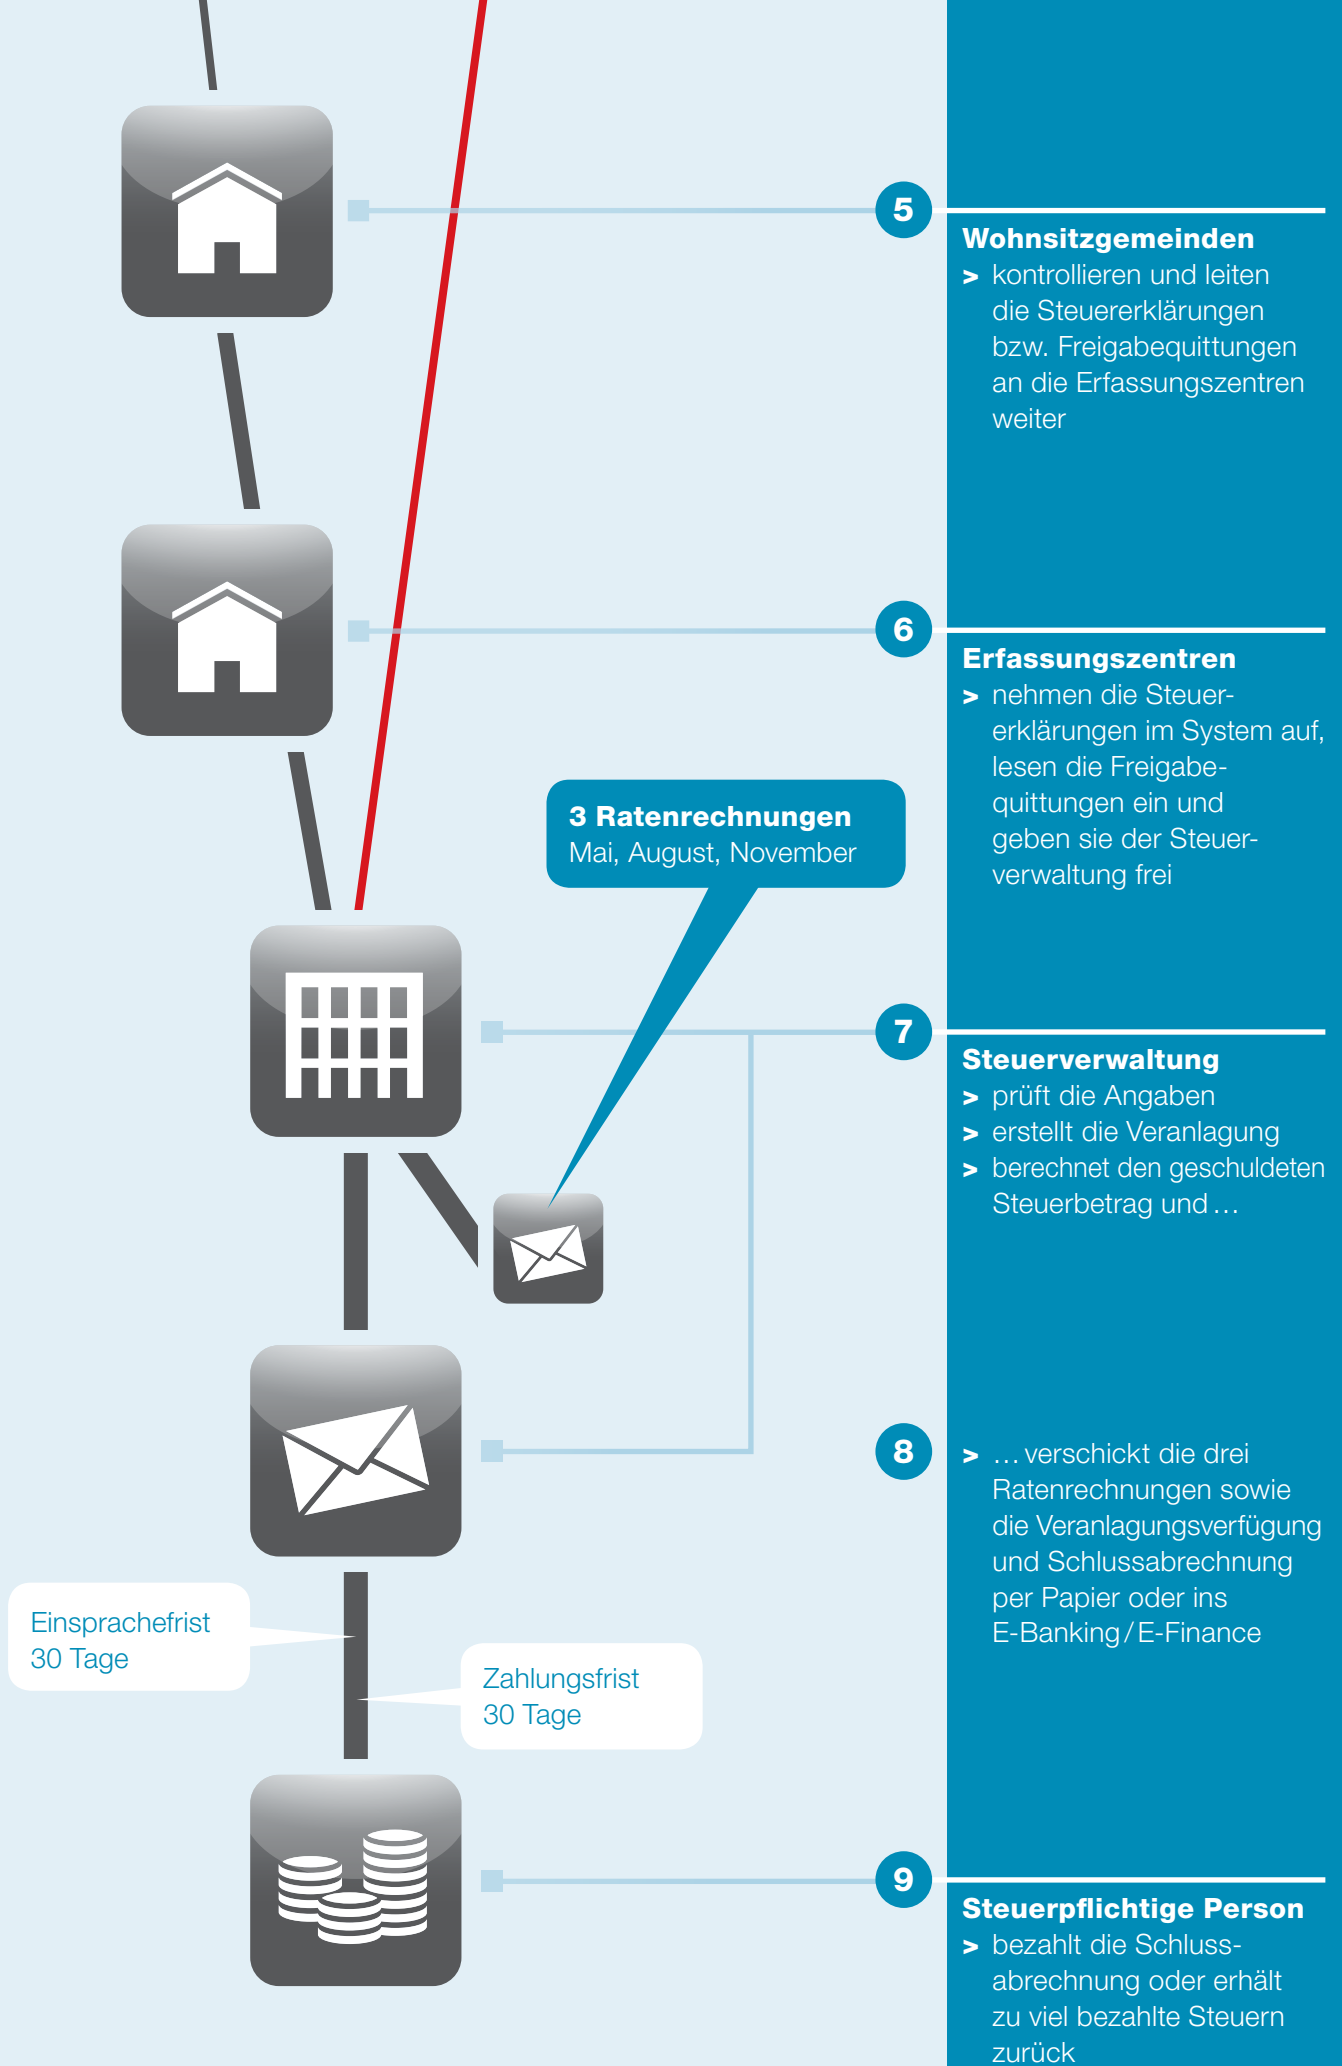 5
Wohnsitzgemeinden
> kontrollieren und leiten
die Steuererklärungen
bzw. Freigabequittungen
an die Erfassungszentren
weiter
6
Erfassungszentren
> nehmen die Steuer-
erklärungen im System auf,
lesen die Freigabe-
quittungen ein und
geben sie der Steuer-
verwaltung frei
3 Ratenrechnungen
Mai, August, November
7
Steuerverwaltung
> prüft die Angaben
> erstellt die Veranlagung
> berechnet den geschuldeten
Steuerbetrag und ...
8
> ... verschickt die drei
Ratenrechnungen sowie
die Veranlagungsverfügung
und Schlussabrechnung
per Papier oder ins
E-Banking / E-Finance
Einsprachefrist
30 Tage
Zahlungsfrist
30 Tage
9
Steuerpflichtige Person
> bezahlt die Schluss-
abrechnung oder erhält
zu viel bezahlte Steuern
zurück